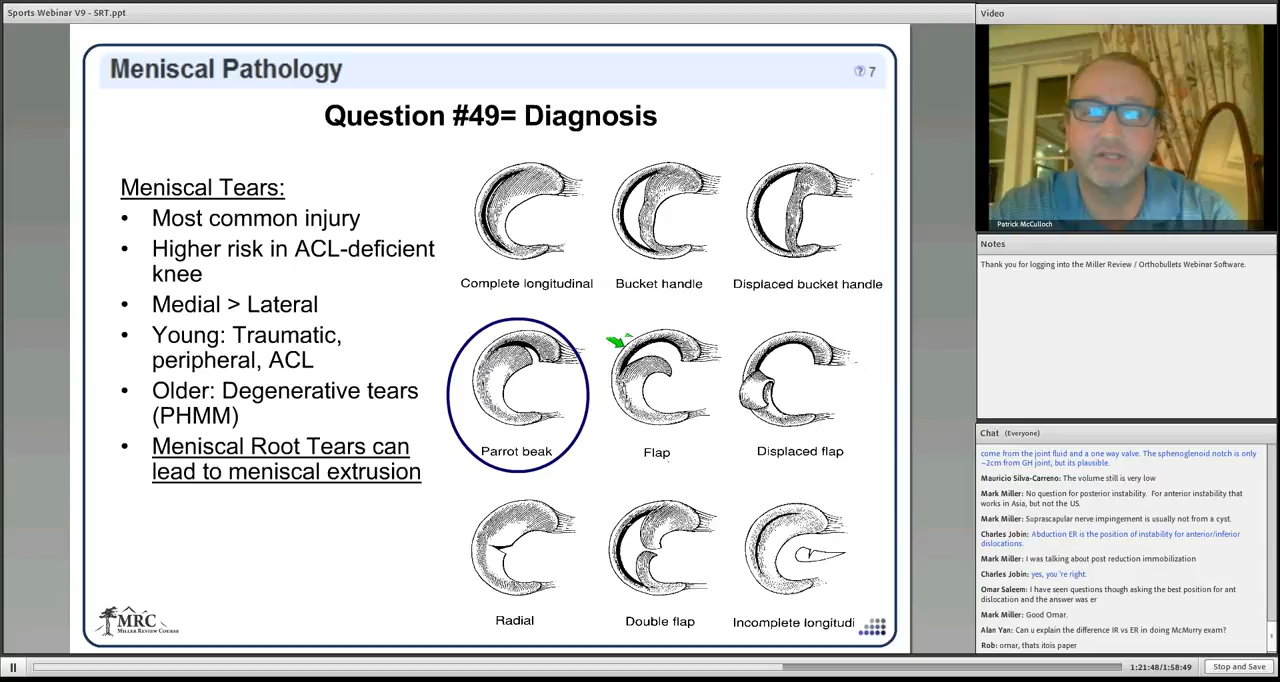 Sports Webinar V9 - SRT.ppt
Meniscal Pathology
7
Question #49= Diagnosis
Meniscal Tears:
• Most common injury
• Higher risk in ACL-deficient
knee
• Medial > Lateral
• Young: Traumatic,
peripheral, ACL
• Older: Degenerative tears
(PHMM)
• Meniscal Root Tears can
lead to meniscal extrusion
Complete longitudinal
Bucket handle
Displaced bucket handle
Parrot beak
Flap
Displaced flap
Radial
Double flap
Incomplete longitudi
MRC
MILLER REVIEW COURSE
Video
Patrick McCulloch
Notes
Thank you for logging into the Miller Review / Orthobullets Webinar Software.
Chat (Everyone)
come from the joint fluid and a one way valve. The sphenoglenoid notch is only
~2cm from GH joint, but its plausible.
Mauricio Silva-Carreno: The volume still is very low
Mark Miller: No question for posterior instability. For anterior instability that
works in Asia, but not the US.
Mark Miller: Suprascapular nerve impingement is usually not from a cyst.
Charles Jobin: Abduction ER is the position of instability for anterior/inferior
dislocations.
Mark Miller: I was talking about post reduction immobilization
Charles Jobin: yes, you 're right.
Omar Saleem: I have seen questions though asking the best position for ant
dislocation and the answer was er
Mark Miller: Good Omar.
Alan Yan: Can u explain the difference IR vs ER in doing McMurry exam?
Rob: omar, thats itois paper
1:21:48/1:58:49
Stop and Save